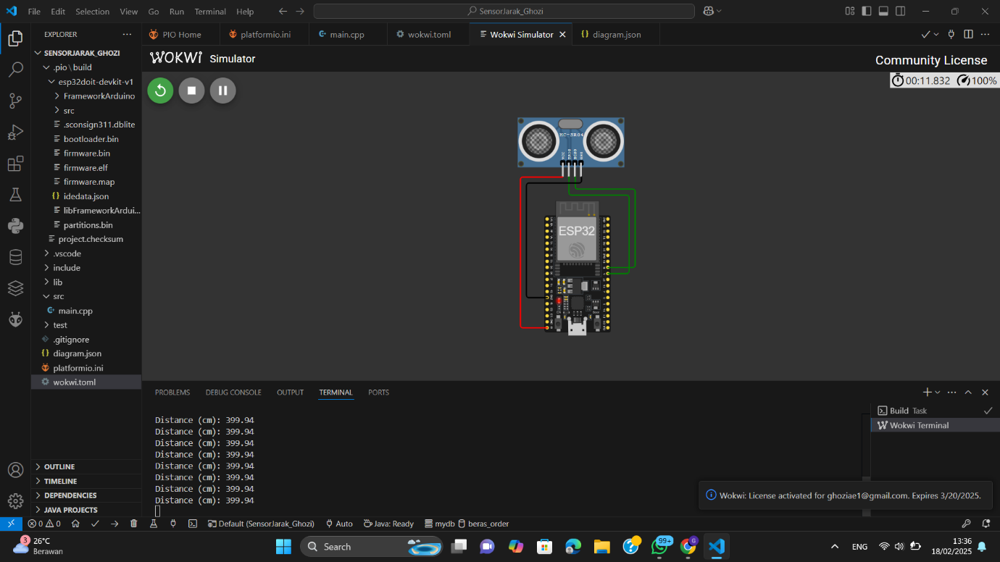 File Edit Selection View Go Run Terminal Help
SensorJarak_Ghozi
EXPLORER
PIO Home
platformio.ini
main.cpp
wokwi.toml
Wokwi Simulator
diagram.json
SENSORJARAK_GHOZI
.pio \ build
esp32doit-devkit-v1
FrameworkArduino
src
.sconsign311.dblite
bootloader.bin
firmware.bin
firmware.elf
firmware.map
idedata.json
libFrameworkArdui...
partitions.bin
project.checksum
.vscode
include
lib
src
main.cpp
test
.gitignore
diagram.json
platformio.ini
wokwi.toml
OUTLINE
TIMELINE
DEPENDENCIES
JAVA PROJECTS
WOKWi Simulator
Community License
00:11.832 100%
HC-SR04
ESP32
PROBLEMS DEBUG CONSOLE OUTPUT TERMINAL PORTS
Distance (cm): 399.94
Distance (cm): 399.94
Distance (cm): 399.94
Distance (cm): 399.94
Distance (cm): 399.94
Distance (cm): 399.94
Distance (cm): 399.94
Distance (cm): 399.94
Build Task
Wokwi Terminal
Wokwi: License activated for ghoziae1@gmail.com. Expires 3/20/2025.
0 0 Default (SensorJarak_Ghozi) Auto Java: Ready mydb beras_order
3
26°C
Berawan
Search
99+
G
ENG
13:36
18/02/2025